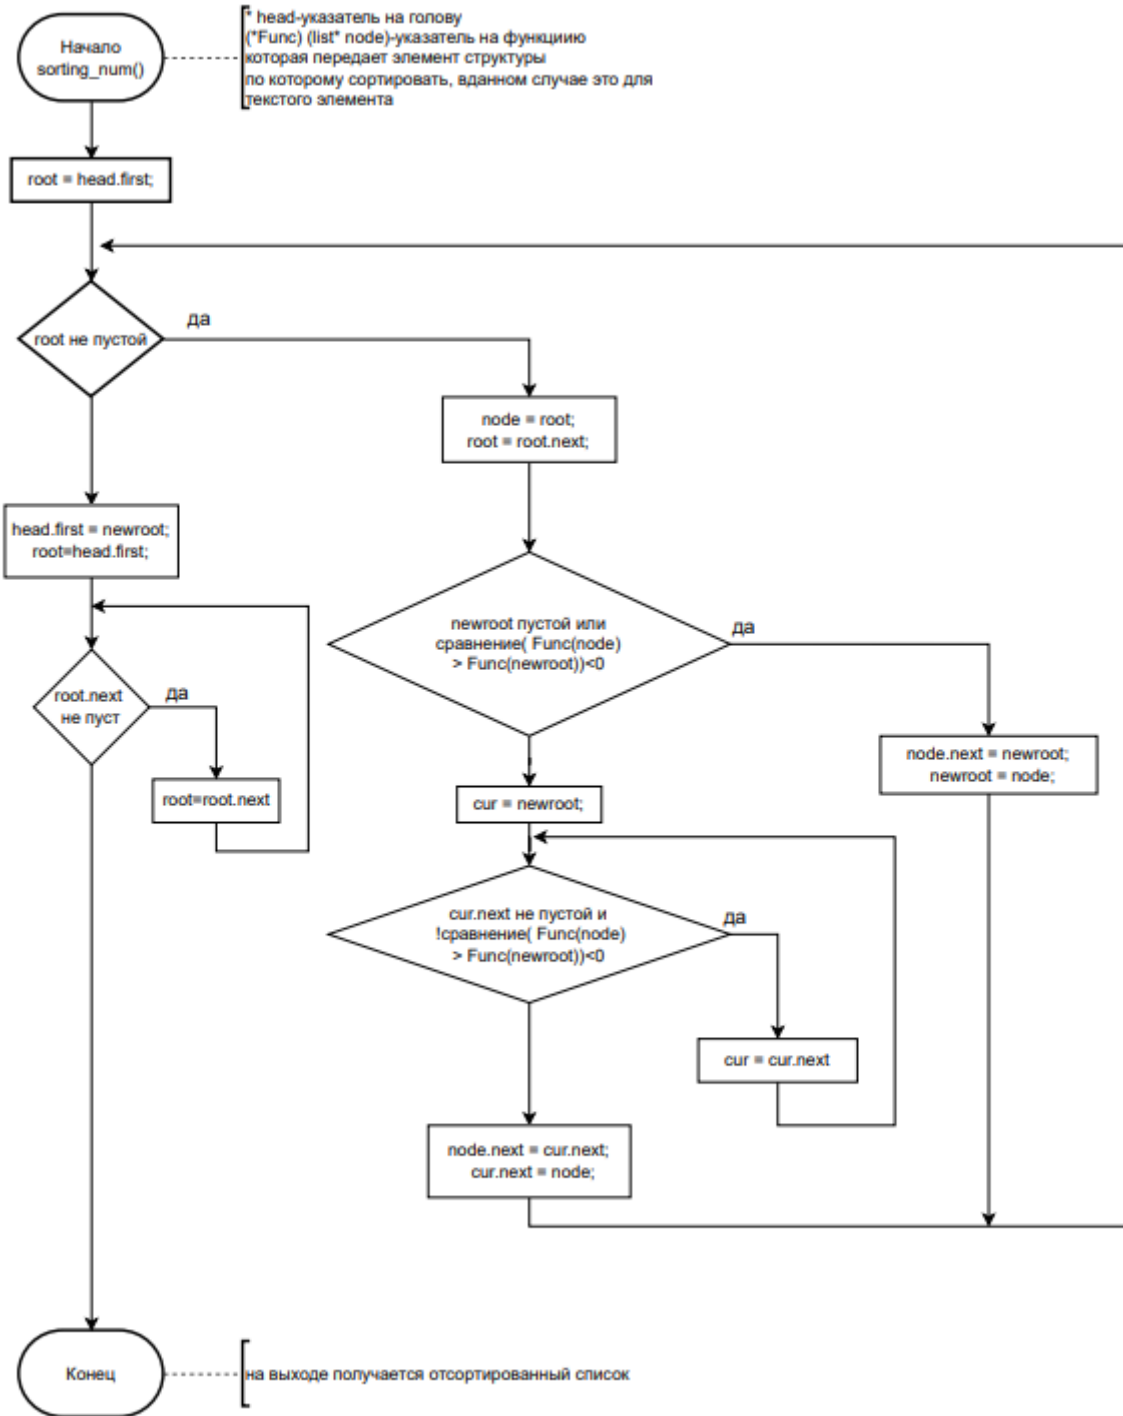 * head-указатель на голову
(*Func) (list* node)-указатель на функциию
которая передает элемент структуры
по которому сортировать, вданном случае это для
текстого элемента
Начало
sorting_num()
root = head.first;
root не пустой
да
node = root;
root = root.next;
head.first = newroot;
root=head.first;
newroot пустой или
сравнение( Func(node)
> Func(newroot))<0
да
root.next
не пуст
да
node.next = newroot;
newroot = node;
root=root.next
cur = newroot;
cur.next не пустой и
!сравнение( Func(node)
> Func(newroot))<0
да
cur = cur.next
node.next = cur.next;
cur.next = node;
Конец
на выходе получается отсортированный список